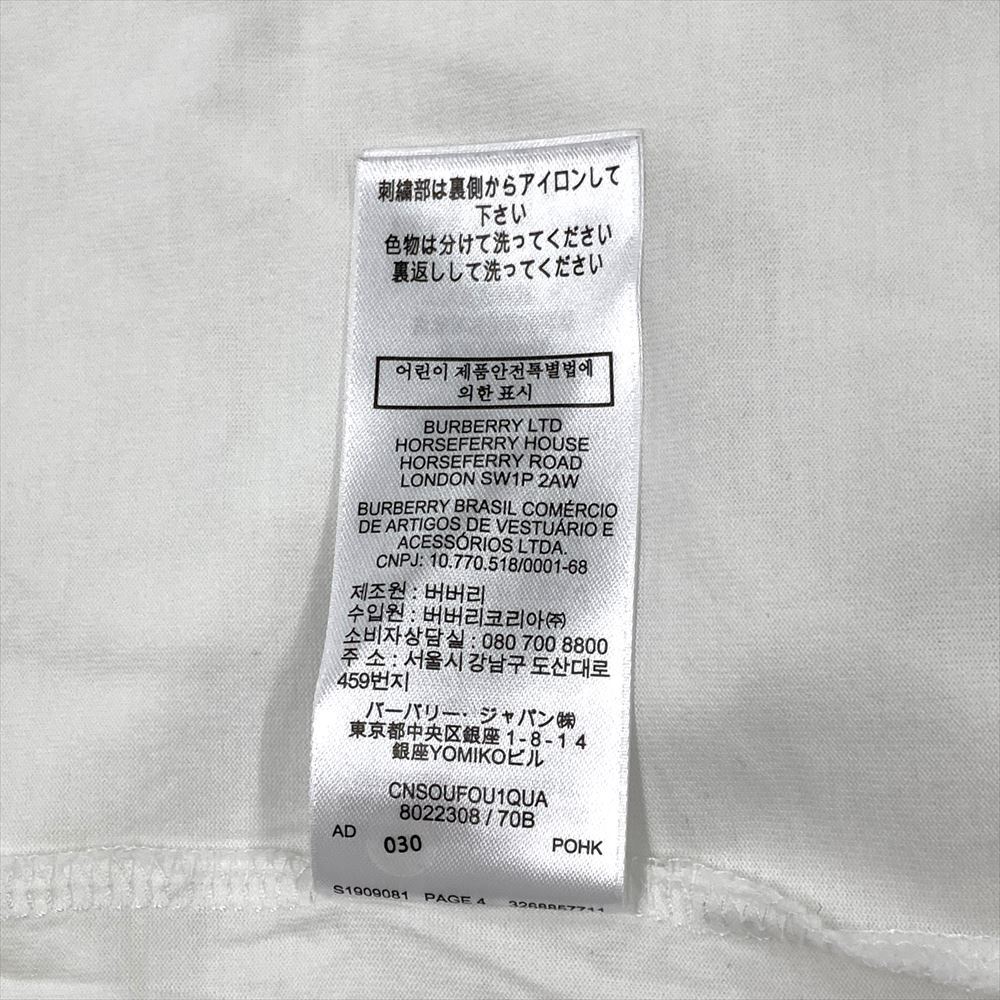 刺繍部は裏側からアイロンして
下さい
色物は分けて洗ってください
裏返しして洗ってください
어린이 제품안전특별법에
의한 표시
BURBERRY LTD
HORSEFERRY HOUSE
HORSEFERRY ROAD
LONDON SW1P 2AW
BURBERRY BRASIL COMÉRCIO
DE ARTIGOS DE VESTUÁRIO E
ACESSÓRIOS LTDA.
CNPJ: 10.770.518/0001-68
제조원 : 버버리
수입원 : 버버리코리아㈜
소비자상담실 : 080 700 8800
주 소 : 서울시 강남구 도산대로
459번지
バーバリー・ジャパン㈱
東京都中央区銀座 1-8-14
銀座YOMIKOビル
CNSOUFOU1QUA
8022308 / 70B
AD 030 POHK
S1909081 PAGE 4 3268857711